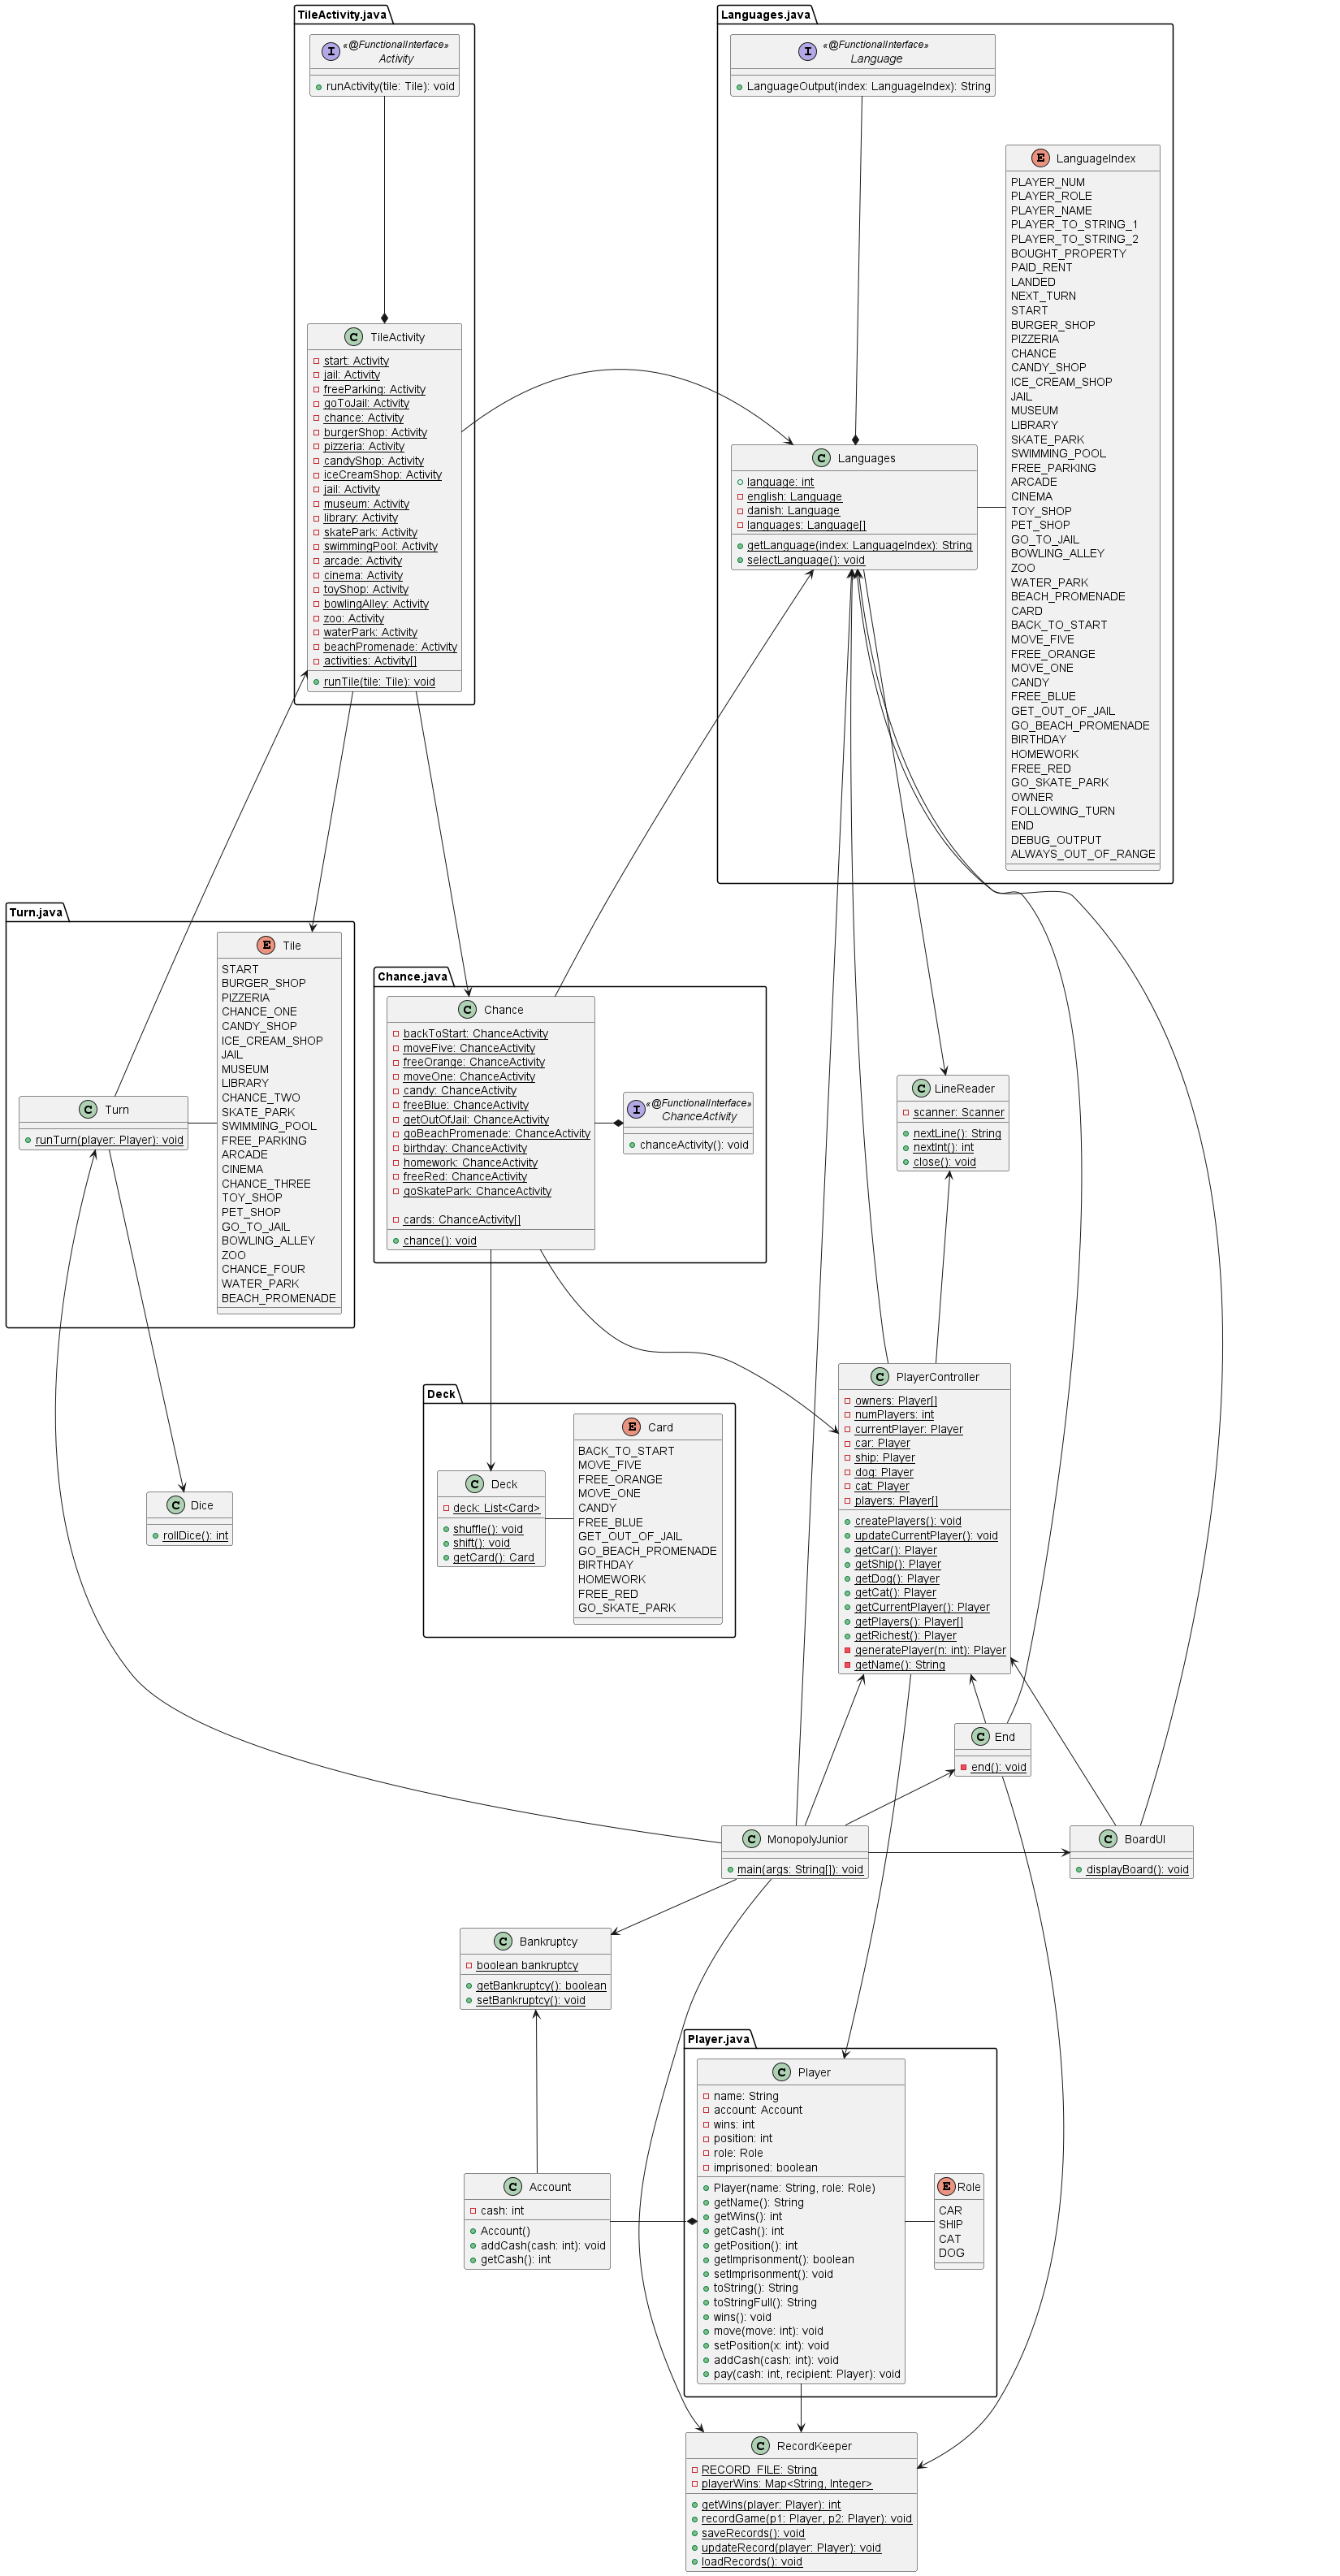 TileActivity.java
I
«@FunctionalInterface»
Activity
runActivity(tile: Tile): void
C TileActivity
start: Activity
jail: Activity
freeParking: Activity
goToJail: Activity
chance: Activity
burgerShop: Activity
pizzeria: Activity
candyShop: Activity
iceCreamShop: Activity
jail: Activity
museum: Activity
library: Activity
skatePark: Activity
swimmingPool: Activity
arcade: Activity
cinema: Activity
toyShop: Activity
bowlingAlley: Activity
zoo: Activity
waterPark: Activity
beachPromenade: Activity
activities: Activity[]
runTile(tile: Tile): void
Languages.java
I
«@FunctionalInterface»
Language
LanguageOutput(index: LanguageIndex): String
E LanguageIndex
PLAYER_NUM
PLAYER_ROLE
PLAYER_NAME
PLAYER_TO_STRING_1
PLAYER_TO_STRING_2
BOUGHT_PROPERTY
PAID_RENT
LANDED
NEXT_TURN
START
BURGER_SHOP
PIZZERIA
CHANCE
CANDY_SHOP
ICE_CREAM_SHOP
JAIL
MUSEUM
LIBRARY
SKATE_PARK
SWIMMING_POOL
FREE_PARKING
ARCADE
CINEMA
TOY_SHOP
PET_SHOP
GO_TO_JAIL
BOWLING_ALLEY
ZOO
WATER_PARK
BEACH_PROMENADE
CARD
BACK_TO_START
MOVE_FIVE
FREE_ORANGE
MOVE_ONE
CANDY
FREE_BLUE
GET_OUT_OF_JAIL
GO_BEACH_PROMENADE
BIRTHDAY
HOMEWORK
FREE_RED
GO_SKATE_PARK
OWNER
FOLLOWING_TURN
END
DEBUG_OUTPUT
ALWAYS_OUT_OF_RANGE
C Languages
language: int
english: Language
danish: Language
languages: Language[]
getLanguage(index: LanguageIndex): String
selectLanguage(): void
Turn.java
E Tile
START
BURGER_SHOP
PIZZERIA
CHANCE_ONE
CANDY_SHOP
ICE_CREAM_SHOP
JAIL
MUSEUM
LIBRARY
CHANCE_TWO
SKATE_PARK
SWIMMING_POOL
FREE_PARKING
ARCADE
CINEMA
CHANCE_THREE
TOY_SHOP
PET_SHOP
GO_TO_JAIL
BOWLING_ALLEY
ZOO
CHANCE_FOUR
WATER_PARK
BEACH_PROMENADE
C Turn
runTurn(player: Player): void
Chance.java
C Chance
backToStart: ChanceActivity
moveFive: ChanceActivity
freeOrange: ChanceActivity
moveOne: ChanceActivity
candy: ChanceActivity
freeBlue: ChanceActivity
getOutOfJail: ChanceActivity
goBeachPromenade: ChanceActivity
birthday: ChanceActivity
homework: ChanceActivity
freeRed: ChanceActivity
goSkatePark: ChanceActivity
cards: ChanceActivity[]
chance(): void
I
«@FunctionalInterface»
ChanceActivity
chanceActivity(): void
C LineReader
scanner: Scanner
nextLine(): String
nextInt(): int
close(): void
C PlayerController
owners: Player[]
numPlayers: int
currentPlayer: Player
car: Player
ship: Player
dog: Player
cat: Player
players: Player[]
createPlayers(): void
updateCurrentPlayer(): void
getCar(): Player
getShip(): Player
getDog(): Player
getCat(): Player
getCurrentPlayer(): Player
getPlayers(): Player[]
getRichest(): Player
generatePlayer(n: int): Player
getName(): String
Deck
C Deck
deck: List<Card>
shuffle(): void
shift(): void
getCard(): Card
E Card
BACK_TO_START
MOVE_FIVE
FREE_ORANGE
MOVE_ONE
CANDY
FREE_BLUE
GET_OUT_OF_JAIL
GO_BEACH_PROMENADE
BIRTHDAY
HOMEWORK
FREE_RED
GO_SKATE_PARK
C Dice
rollDice(): int
C End
end(): void
C MonopolyJunior
main(args: String[]): void
C BoardUI
displayBoard(): void
C Bankruptcy
boolean bankruptcy
getBankruptcy(): boolean
setBankruptcy(): void
Player.java
C Player
name: String
account: Account
wins: int
position: int
role: Role
imprisoned: boolean
Player(name: String, role: Role)
getName(): String
getWins(): int
getCash(): int
getPosition(): int
getImprisonment(): boolean
setImprisonment(): void
toString(): String
toStringFull(): String
wins(): void
move(move: int): void
setPosition(x: int): void
addCash(cash: int): void
pay(cash: int, recipient: Player): void
E Role
CAR
SHIP
CAT
DOG
C Account
cash: int
Account()
addCash(cash: int): void
getCash(): int
C RecordKeeper
RECORD_FILE: String
playerWins: Map<String, Integer>
getWins(player: Player): int
recordGame(p1: Player, p2: Player): void
saveRecords(): void
updateRecord(player: Player): void
loadRecords(): void